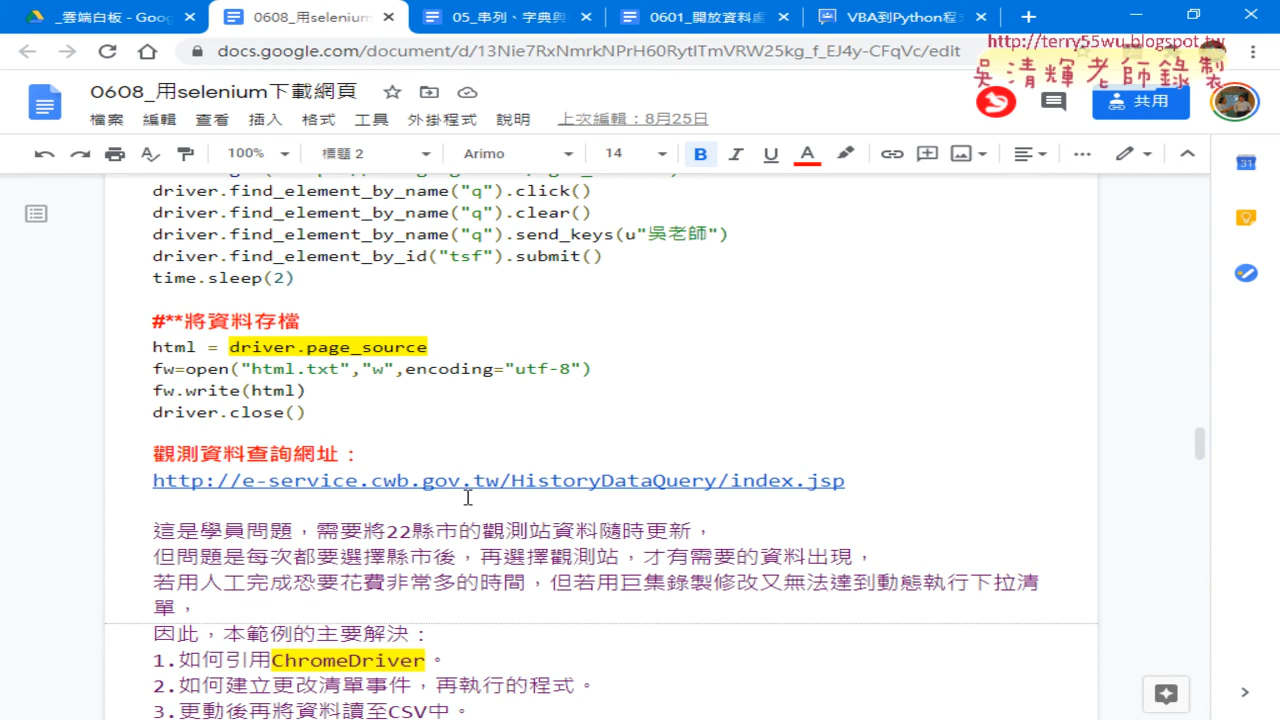 _雲端白板 - Goog
0608_用selenium
05_串列、字典與
0601_開放資料處
VBA到Python程式
docs.google.com/document/d/13Nie7RxNmrkNPrH60RytITmVRW25kg_f_EJ4y-CFqVc/edit
http://terry55wu.blogspot.tw
吳清輝老師錄製
0608_用selenium下載網頁
檔案 編輯 查看 插入 格式 工具 外掛程式 說明 上次編輯：8月25日
共用
100% 標題 2 Arimo 14 B I U A
31
driver.find_element_by_name("q").click()
driver.find_element_by_name("q").clear()
driver.find_element_by_name("q").send_keys(u"吳老師")
driver.find_element_by_id("tsf").submit()
time.sleep(2)
#**將資料存檔
html = driver.page_source
fw=open("html.txt","w",encoding="utf-8")
fw.write(html)
driver.close()
觀測資料查詢網址：
http://e-service.cwb.gov.tw/HistoryDataQuery/index.jsp
這是學員問題，需要將22縣市的觀測站資料隨時更新，
但問題是每次都要選擇縣市後，再選擇觀測站，才有需要的資料出現，
若用人工完成恐要花費非常多的時間，但若用巨集錄製修改又無法達到動態執行下拉清
單，
因此，本範例的主要解決：
1.如何引用ChromeDriver。
2.如何建立更改清單事件，再執行的程式。
3.更動後再將資料讀至CSV中。